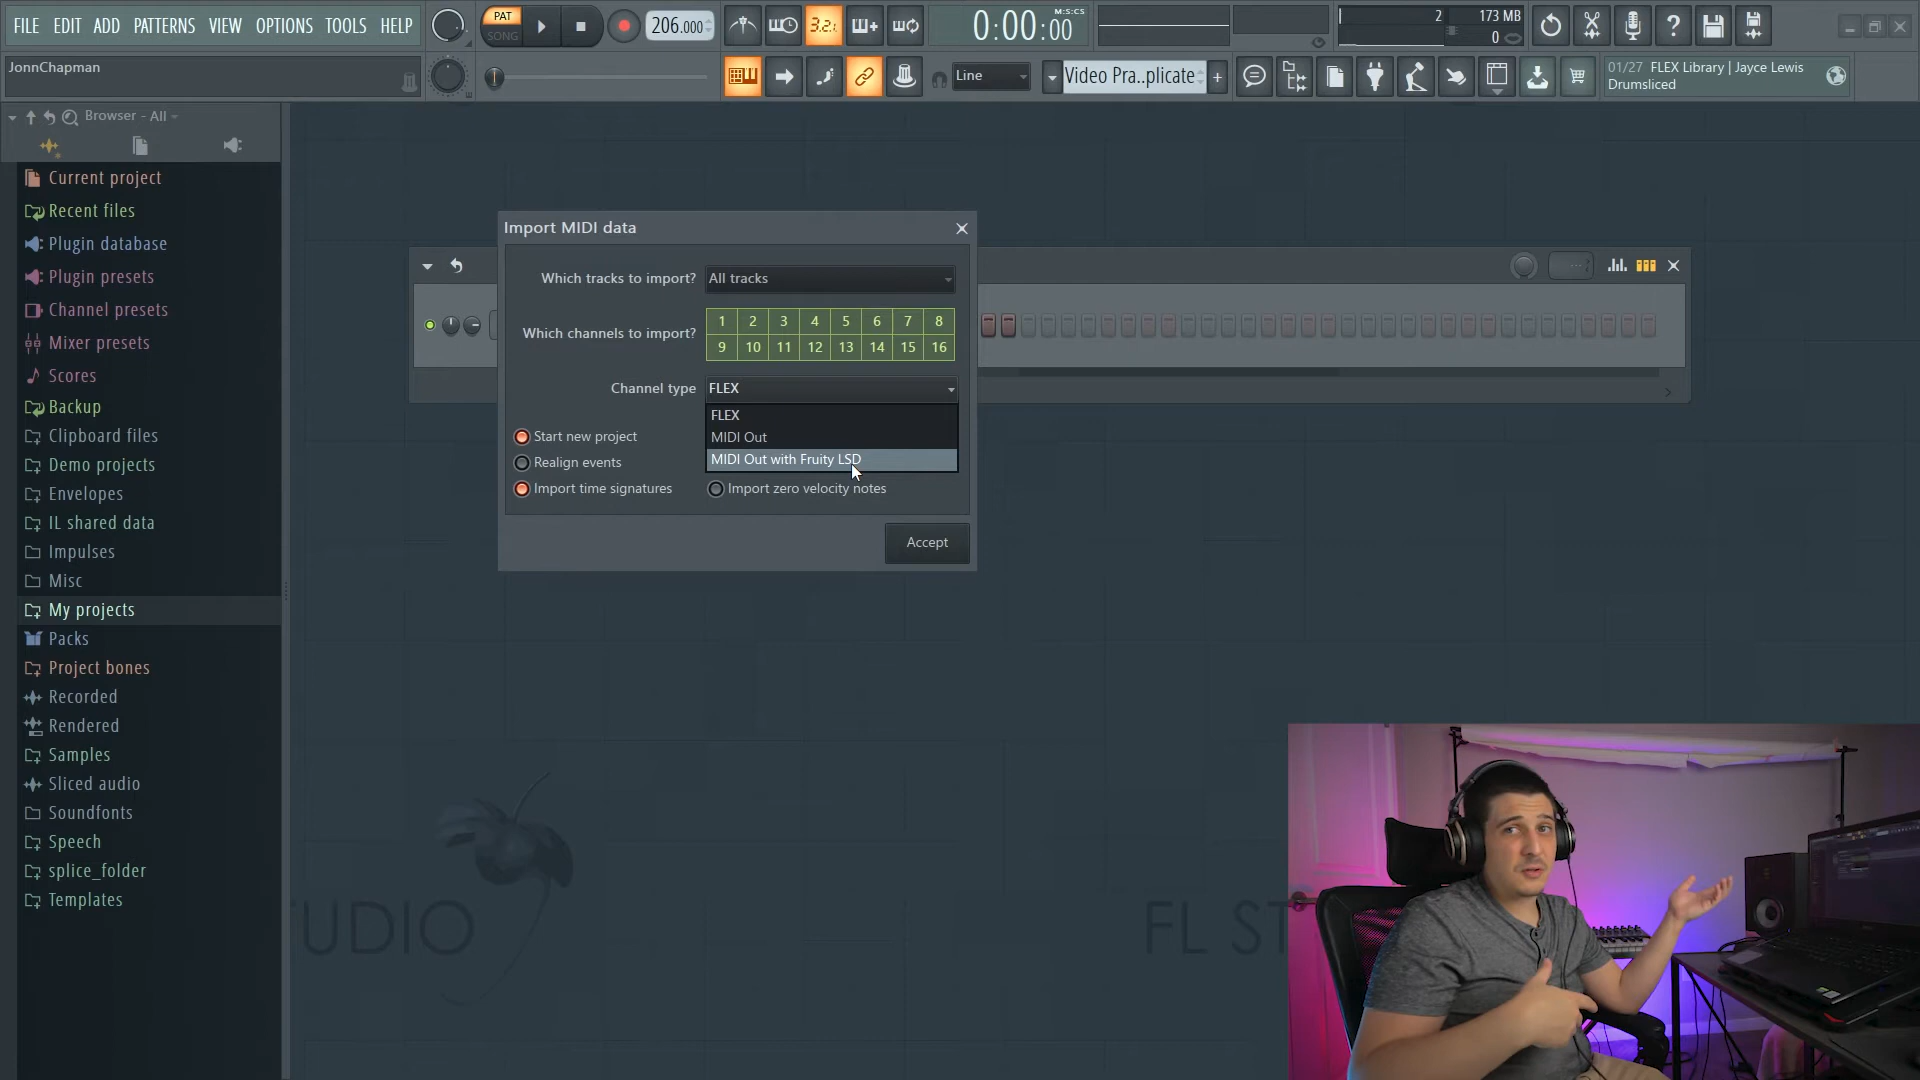 FILE EDIT ADD PATTERNS VIEW OPTIONS TOOLS HELP
PAT
SONG
206.000
3.2.
0:00:00
M:S:CS
2
173 MB
0
JonnChapman
Line
Video Pra..plicate
01/27 FLEX Library | Jayce Lewis
Drumsliced
Browser - All
Current project
Recent files
Plugin database
Plugin presets
Channel presets
Mixer presets
Scores
Backup
Clipboard files
Demo projects
Envelopes
IL shared data
Impulses
Misc
My projects
Packs
Project bones
Recorded
Rendered
Samples
Sliced audio
Soundfonts
Speech
splice_folder
Templates
Import MIDI data
Which tracks to import? All tracks
Which channels to import?
1 2 3 4 5 6 7 8
9 10 11 12 13 14 15 16
Channel type FLEX
FLEX
MIDI Out
MIDI Out with Fruity LSD
Start new project
Realign events
Import time signatures
Import zero velocity notes
Accept
TUDIO
FL ST